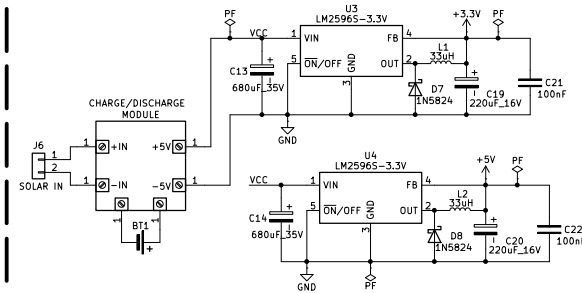 PF
VCC
U3
LM2596S-3.3V
1 VIN FB 4
5 ON/OFF OUT 2
GND
3
C13
680uF_35V
GND
+3.3V
PF
L1
33uH
D7
1N5824
C19
220uF_16V
C21
100nF
CHARGE/DISCHARGE
MODULE
J6
1
2
SOLAR IN
1 +IN +5V 1
1 -IN -5V 1
1 1
BT1
VCC
U4
LM2596S-3.3V
1 VIN FB 4
5 ON/OFF OUT 2
GND
3
C14
680uF_35V
GND
PF
+5V
PF
L2
33uH
D8
1N5824
C20
220uF_16V
C22
100nF